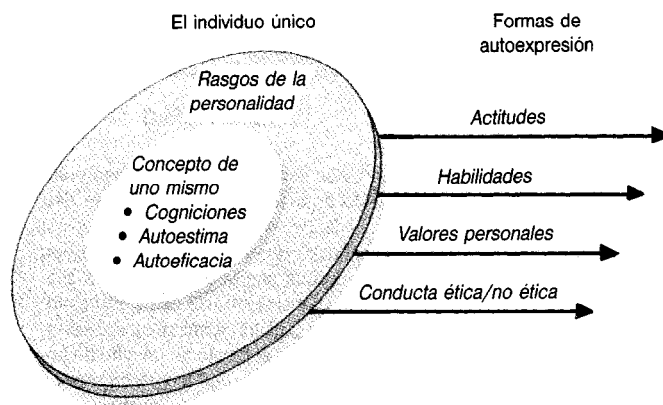 El individuo único
Formas de
autoexpresión
Rasgos de la
personalidad
Concepto de
uno mismo
• Cogniciones
• Autoestima
• Autoeficacia
Actitudes
Habilidades
Valores personales
Conducta ética/no ética